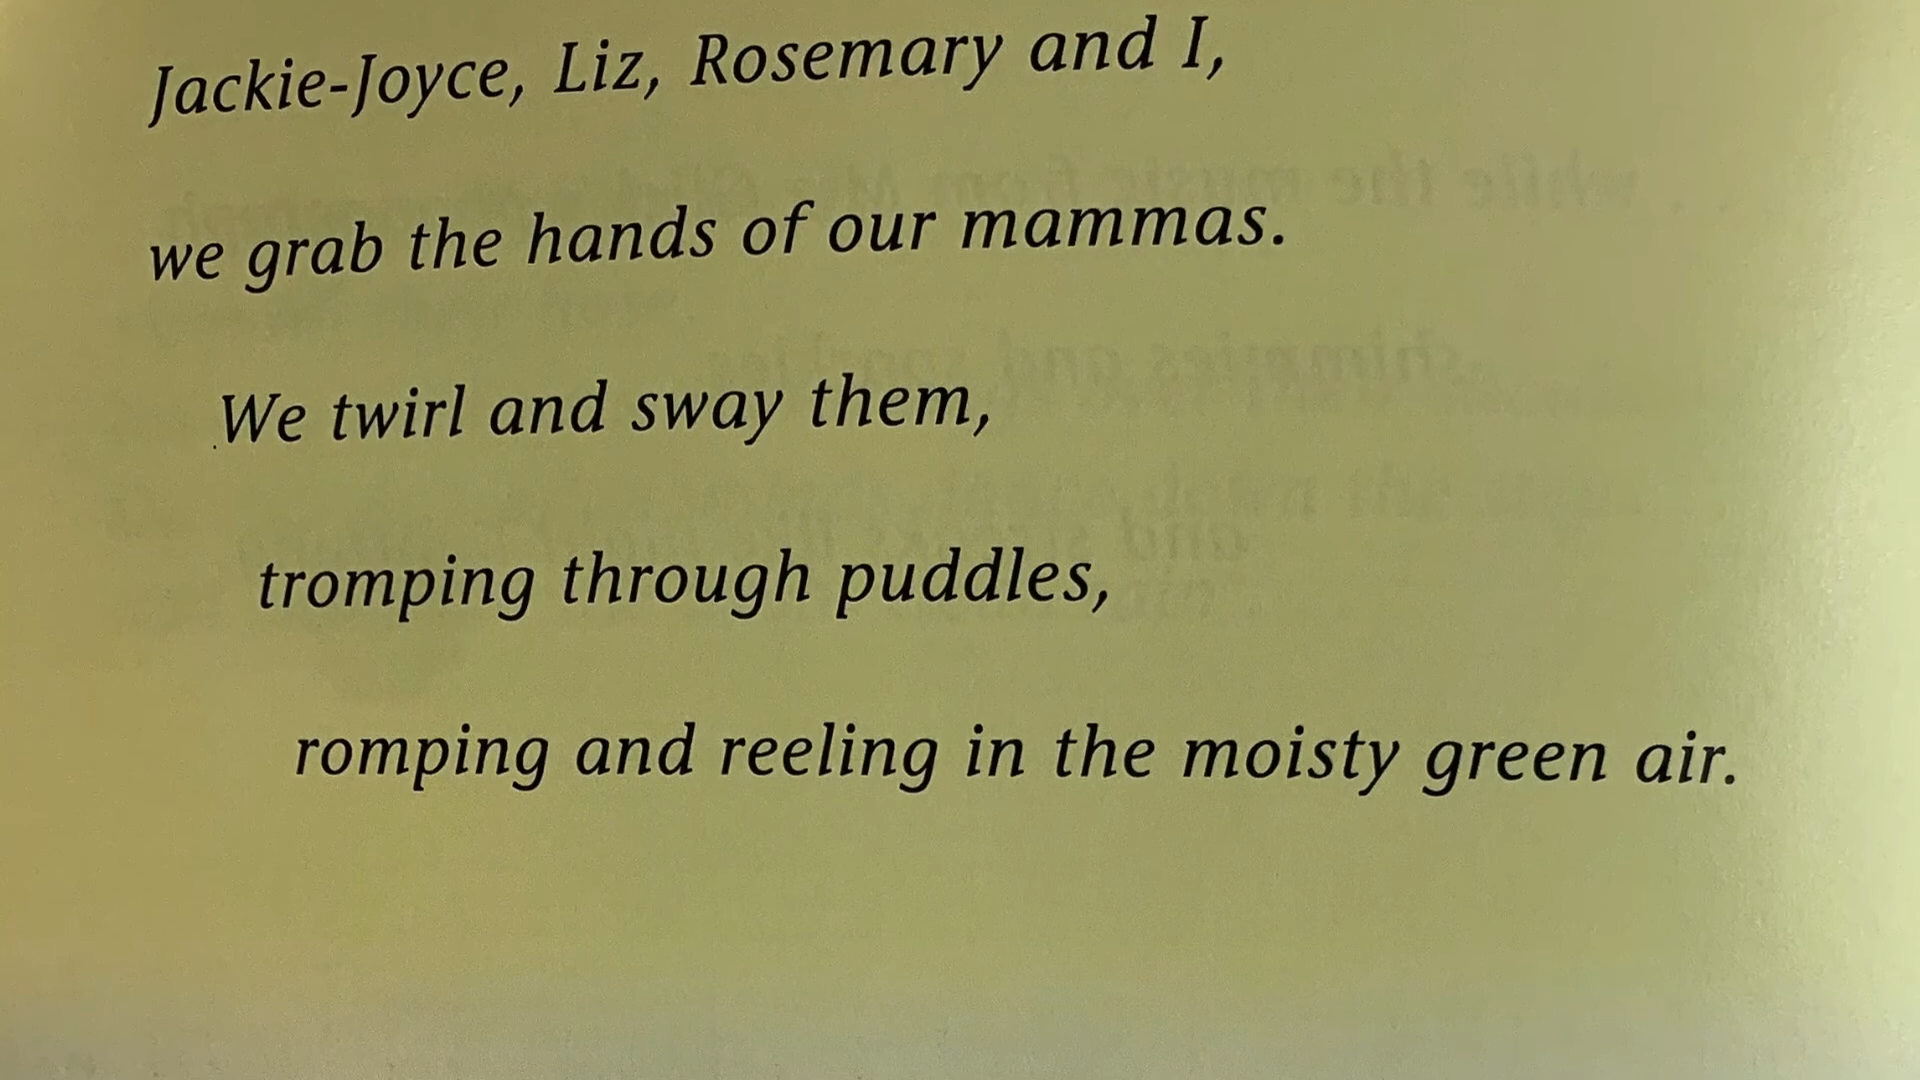 Jackie-Joyce, Liz, Rosemary and I,
we grab the hands of our mammas.
We twirl and sway them,
tromping through puddles,
romping and reeling in the moisty green air.